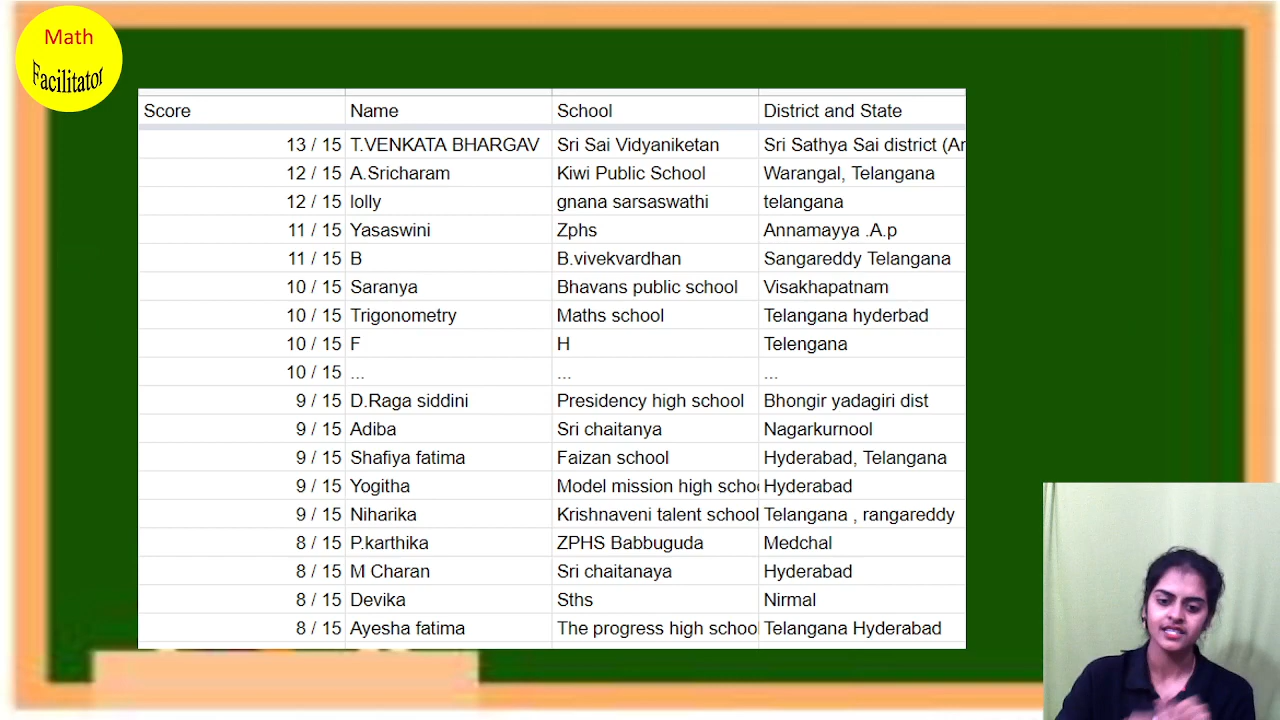 Math
Facilitator
Score Name School District and State
13 / 15 T.VENKATA BHARGAV Sri Sai Vidyaniketan Sri Sathya Sai district (Ar
12 / 15 A.Sricharam Kiwi Public School Warangal, Telangana
12 / 15 lolly gnana sarsaswathi telangana
11 / 15 Yasaswini Zphs Annamayya .A.p
11 / 15 B B.vivekvardhan Sangareddy Telangana
10 / 15 Saranya Bhavans public school Visakhapatnam
10 / 15 Trigonometry Maths school Telangana hyderbad
10 / 15 F H Telengana
10 / 15 ... ... ...
9 / 15 D.Raga siddini Presidency high school Bhongir yadagiri dist
9 / 15 Adiba Sri chaitanya Nagarkurnool
9 / 15 Shafiya fatima Faizan school Hyderabad, Telangana
9 / 15 Yogitha Model mission high schoo Hyderabad
9 / 15 Niharika Krishnaveni talent school Telangana , rangareddy
8 / 15 P.karthika ZPHS Babbuguda Medchal
8 / 15 M Charan Sri chaitanaya Hyderabad
8 / 15 Devika Sths Nirmal
8 / 15 Ayesha fatima The progress high schoo Telangana Hyderabad